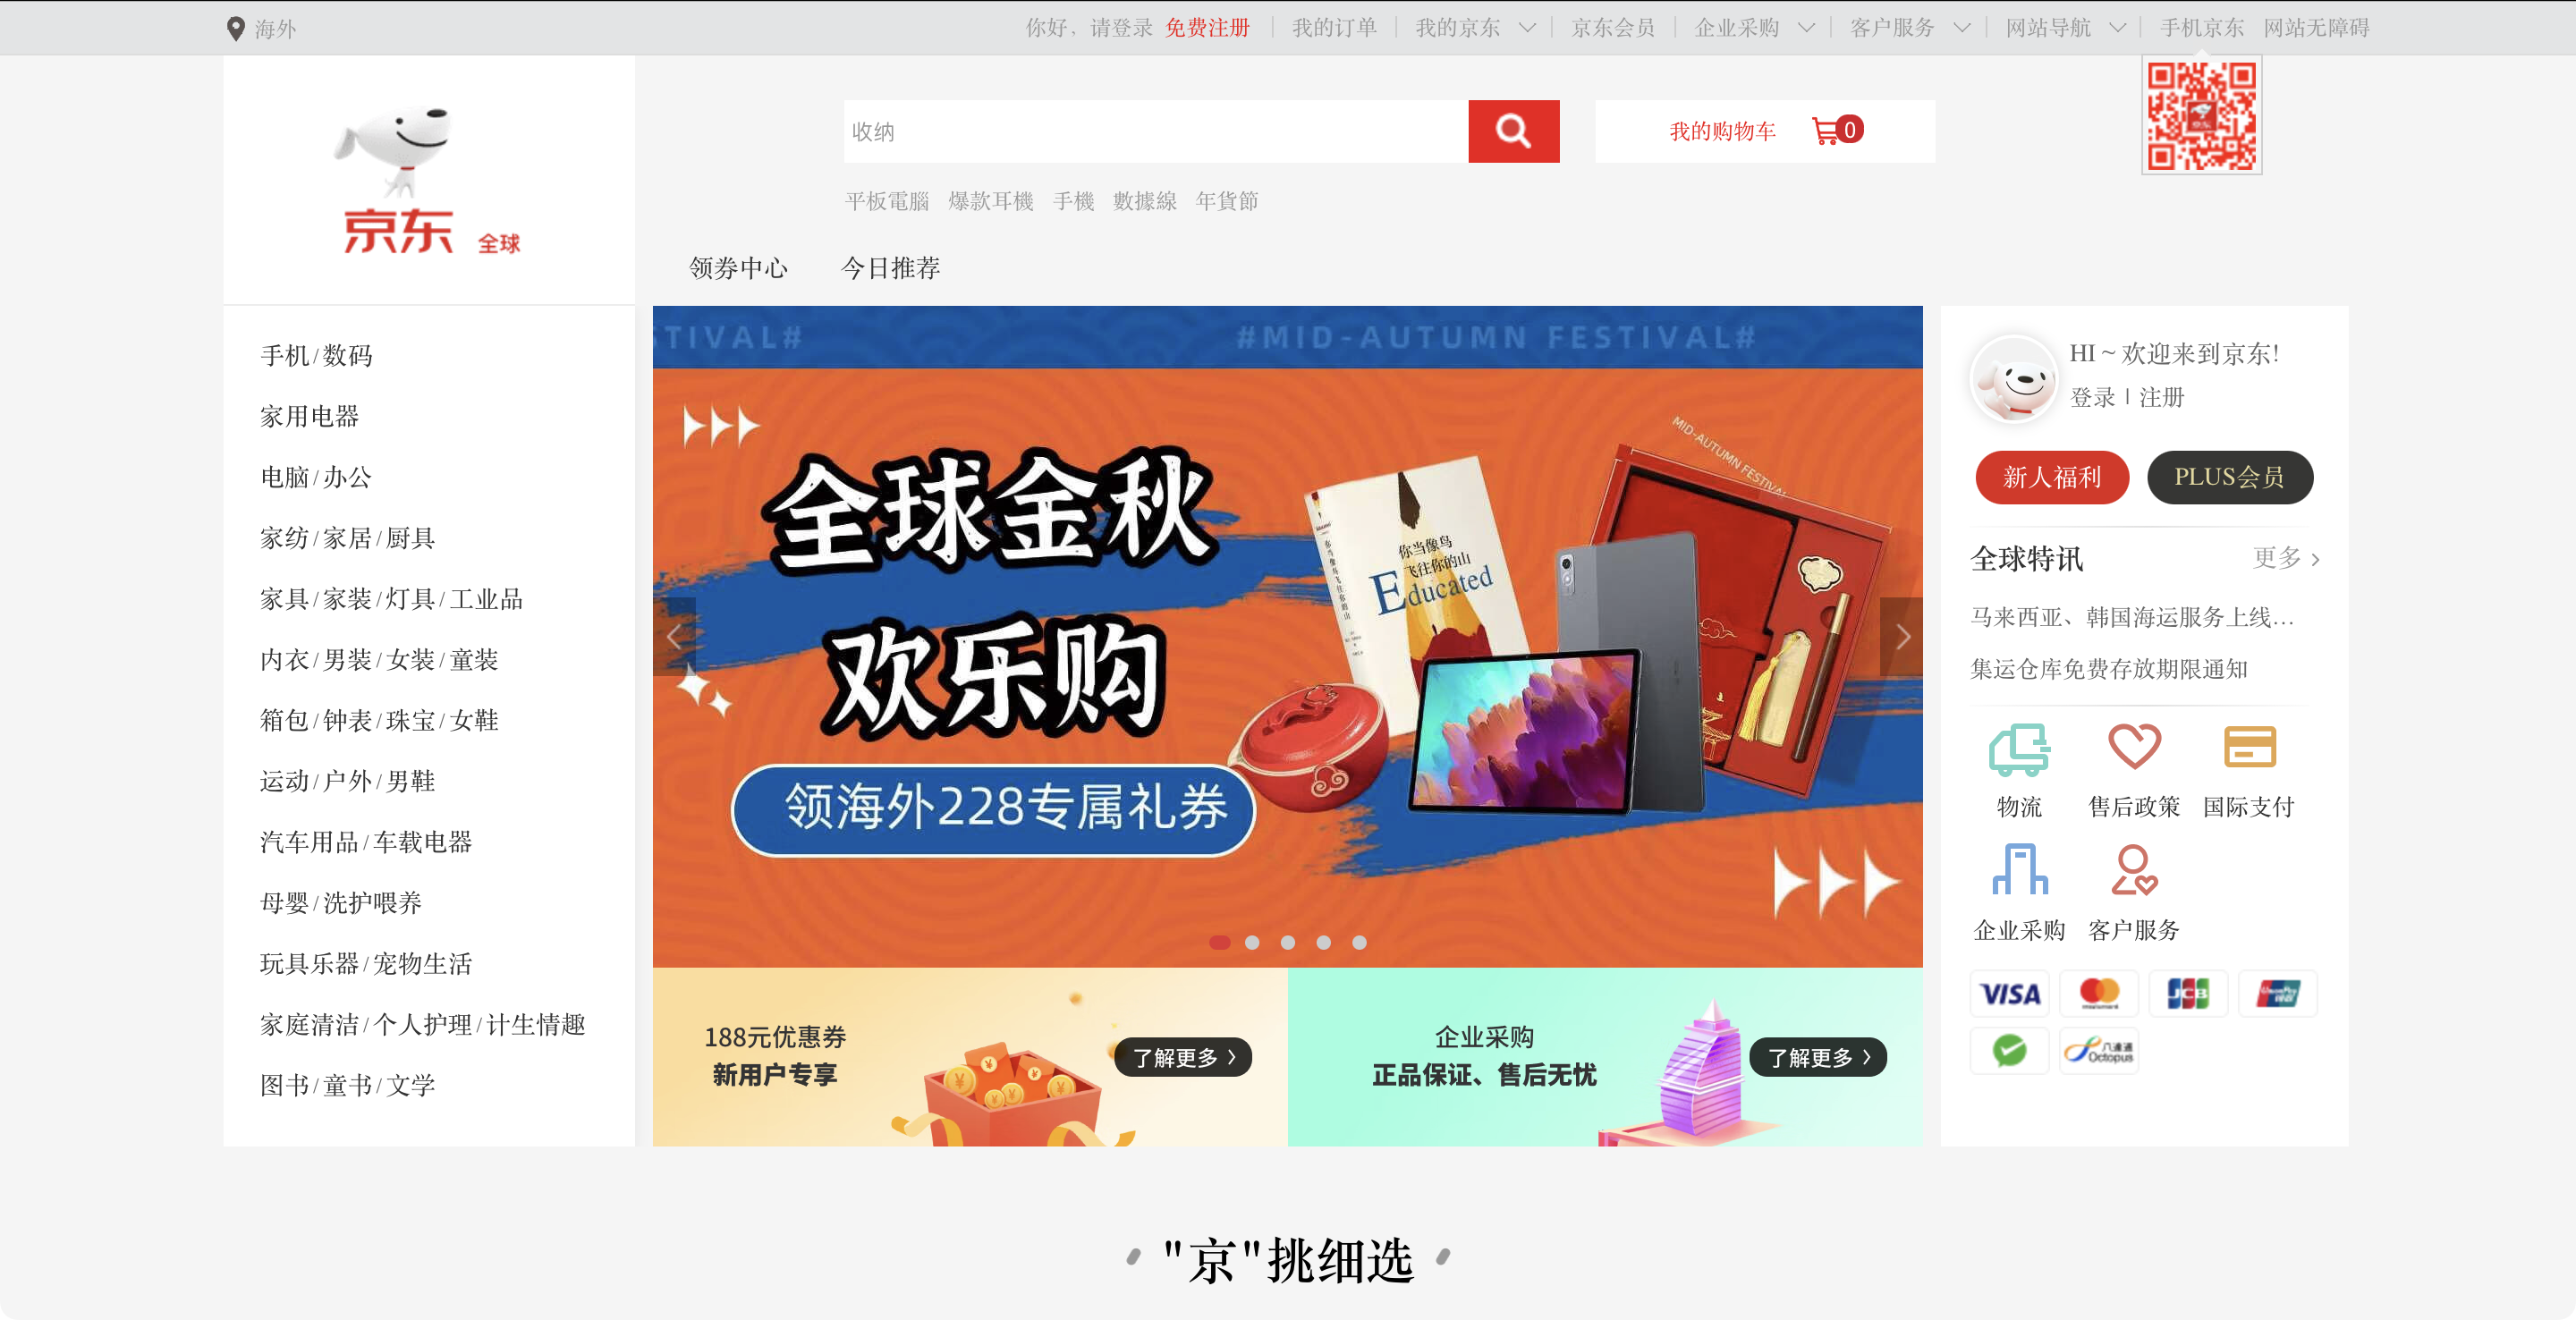 海外
你好，请登录 免费注册 我的订单 我的京东 京东会员 企业采购 客户服务 网站导航 手机京东 网站无障碍
京东 全球
收纳
我的购物车 0
平板電腦 爆款耳機 手機 數據線 年貨節
领券中心 今日推荐
手机/数码
家用电器
电脑/办公
家纺/家居/厨具
家具/家装/灯具/工业品
内衣/男装/女装/童装
箱包/钟表/珠宝/女鞋
运动/户外/男鞋
汽车用品/车载电器
母婴/洗护喂养
玩具乐器/宠物生活
家庭清洁/个人护理/计生情趣
图书/童书/文学
STIVAL# #MID-AUTUMN FESTIVAL#
MID-AUTUMN FESTIVAL
全球金秋
欢乐购
领海外228专属礼券
你当像鸟
飞往你的山
Educated
你当像鸟飞往你的山
188元优惠券
新用户专享
了解更多
企业采购
正品保证、售后无忧
了解更多
HI ~ 欢迎来到京东!
登录 | 注册
新人福利 PLUS会员
全球特讯 更多
马来西亚、韩国海运服务上线...
集运仓库免费存放期限通知
物流 售后政策 国际支付
企业采购 客户服务
VISA JCB UnionPay
八達通
Octopus
"京"挑细选